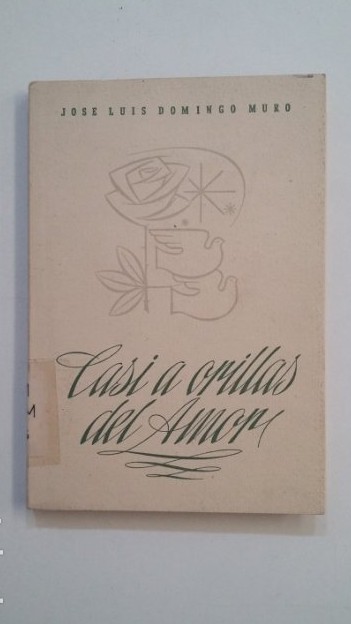 JOSE LUIS DOMINGO MURO
Casi a orillas
del Amor
M